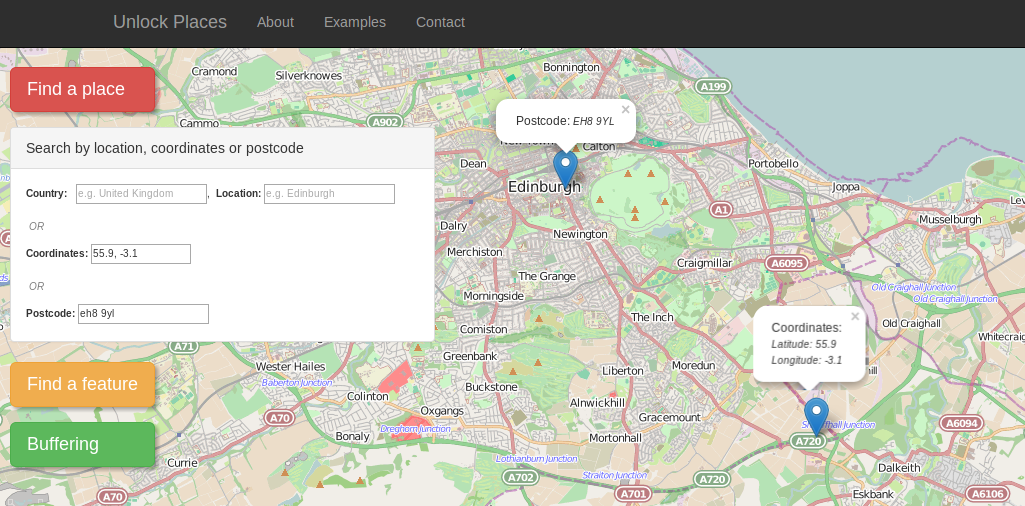 Unlock Places About Examples Contact
Find a place
Search by location, coordinates or postcode
Country: e.g. United Kingdom , Location: e.g. Edinburgh
OR
Coordinates: 55.9, -3.1
OR
Postcode: eh8 9yl
Find a feature
Buffering
Postcode: EH8 9YL ×
Coordinates: ×
Latitude: 55.9
Longitude: -3.1
Bonnington
Cramond
Silverknowes
A199
Cammo
A902
Calton
Dean
Portobello
Edinburgh
Joppa
A1
Musselburgh
Dalry
Newington
Merchiston
Craigmillar
A6095
The Grange
Old Craighall Junction
Old Craighall Junction
Morningside
The Inch
Old Craighall
Comiston
Whitecraig
A71
Greenbank
Wester Hailes
Liberton
Moredun
Baberton Junction
Buckstone
Colinton
Alnwickhill
Oxgangs
Gracemount
A70
A6094
Dreghorn Junction
Bonaly
Mortonhall
A720
Lothianburn Junction
Currie
Dalkeith
A702
Straiton Junction
A720
A70
A701
Eskbank
A6106